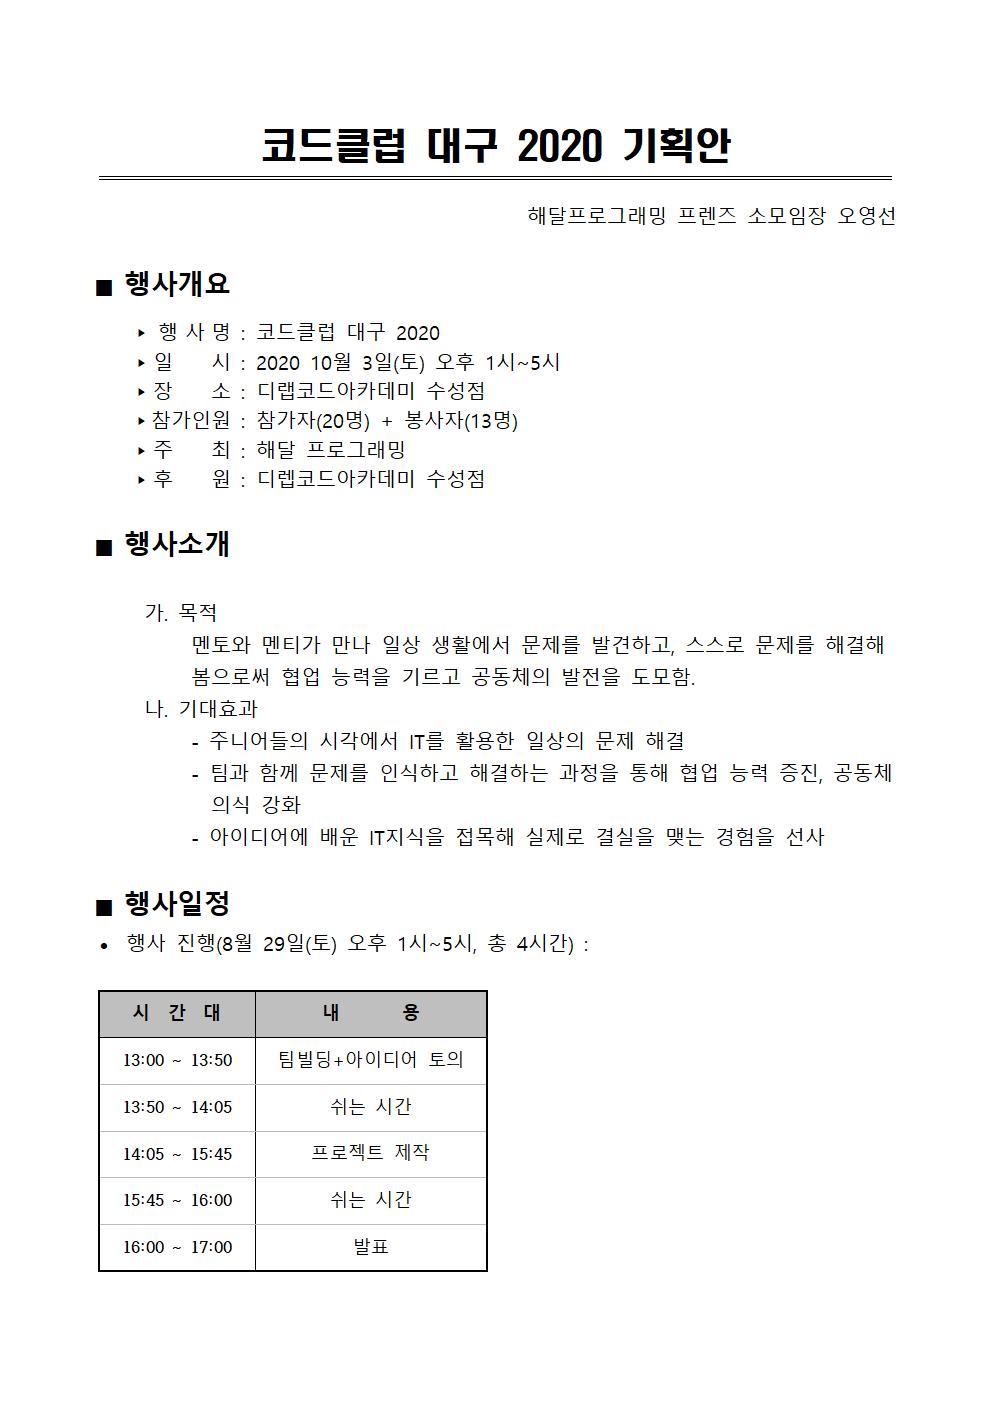 코드클럽 대구 2020 기획안
해달프로그래밍 프렌즈 소모임장 오영선
■ 행사개요
▸ 행 사 명 : 코드클럽 대구 2020
▸ 일 시 : 2020 10월 3일(토) 오후 1시~5시
▸ 장 소 : 디랩코드아카데미 수성점
▸ 참가인원 : 참가자(20명) + 봉사자(13명)
▸ 주 최 : 해달 프로그래밍
▸ 후 원 : 디렙코드아카데미 수성점
■ 행사소개
가. 목적
멘토와 멘티가 만나 일상 생활에서 문제를 발견하고, 스스로 문제를 해결해
봄으로써 협업 능력을 기르고 공동체의 발전을 도모함.
나. 기대효과
- 주니어들의 시각에서 IT를 활용한 일상의 문제 해결
- 팀과 함께 문제를 인식하고 해결하는 과정을 통해 협업 능력 증진, 공동체
의식 강화
- 아이디어에 배운 IT지식을 접목해 실제로 결실을 맺는 경험을 선사
■ 행사일정
• 행사 진행(8월 29일(토) 오후 1시~5시, 총 4시간) :
시 간 대 내 용
13:00 ~ 13:50 팀빌딩+아이디어 토의
13:50 ~ 14:05 쉬는 시간
14:05 ~ 15:45 프로젝트 제작
15:45 ~ 16:00 쉬는 시간
16:00 ~ 17:00 발표